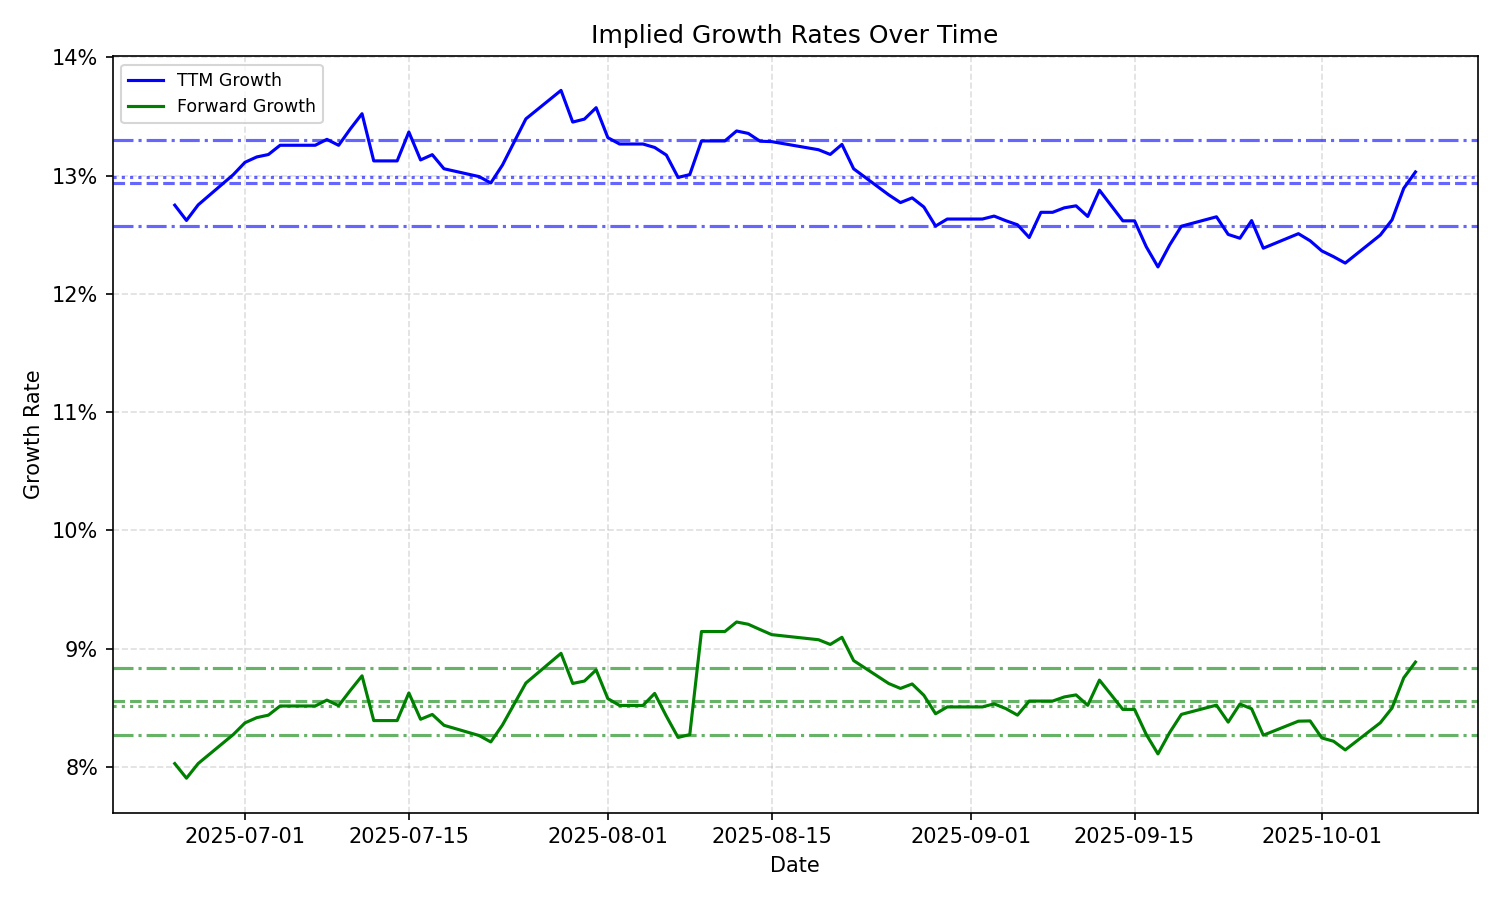 Implied Growth Rates Over Time
14%
13%
12%
11%
10%
9%
8%
Growth Rate
TTM Growth
Forward Growth
2025-07-01
2025-07-15
2025-08-01
2025-08-15
2025-09-01
2025-09-15
2025-10-01
Date